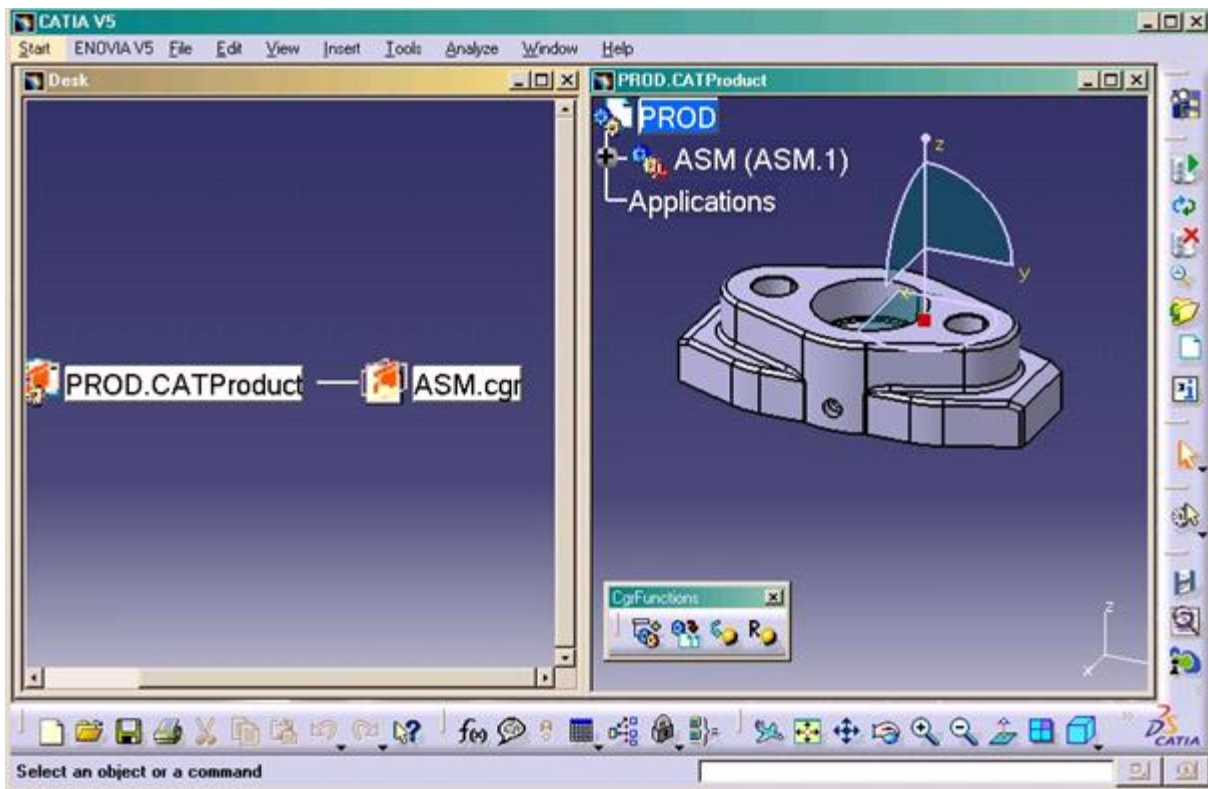 CATIA V5
Start ENOVIA V5 File Edit View Insert Tools Analyze Window Help
Desk
PROD.CATProduct
PROD
ASM (ASM.1)
Applications
z
y
PROD.CATProduct
ASM.cgr
CgrFunctions
R
z
x
f(x)
CATIA
Select an object or a command